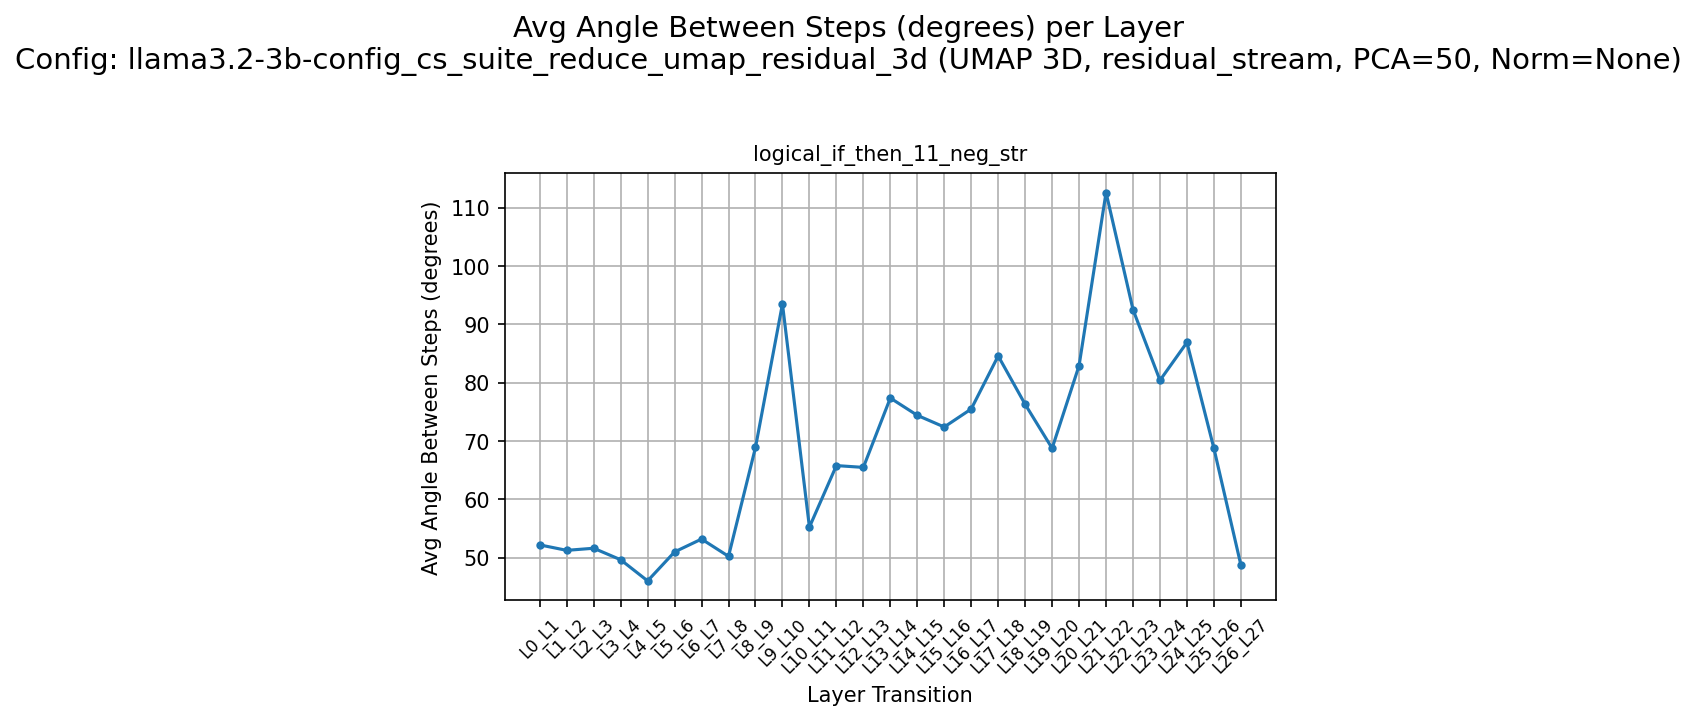 Avg Angle Between Steps (degrees) per Layer
Config: llama3.2-3b-config_cs_suite_reduce_umap_residual_3d (UMAP 3D, residual_stream, PCA=50, Norm=None)
logical_if_then_11_neg_str
Avg Angle Between Steps (degrees)
110
100
90
80
70
60
50
L0_L1
L1_L2
L2_L3
L3_L4
L4_L5
L5_L6
L6_L7
L7_L8
L8_L9
L9_L10
L10_L11
L11_L12
L12_L13
L13_L14
L14_L15
L15_L16
L16_L17
L17_L18
L18_L19
L19_L20
L20_L21
L21_L22
L22_L23
L23_L24
L24_L25
L25_L26
L26_L27
Layer Transition